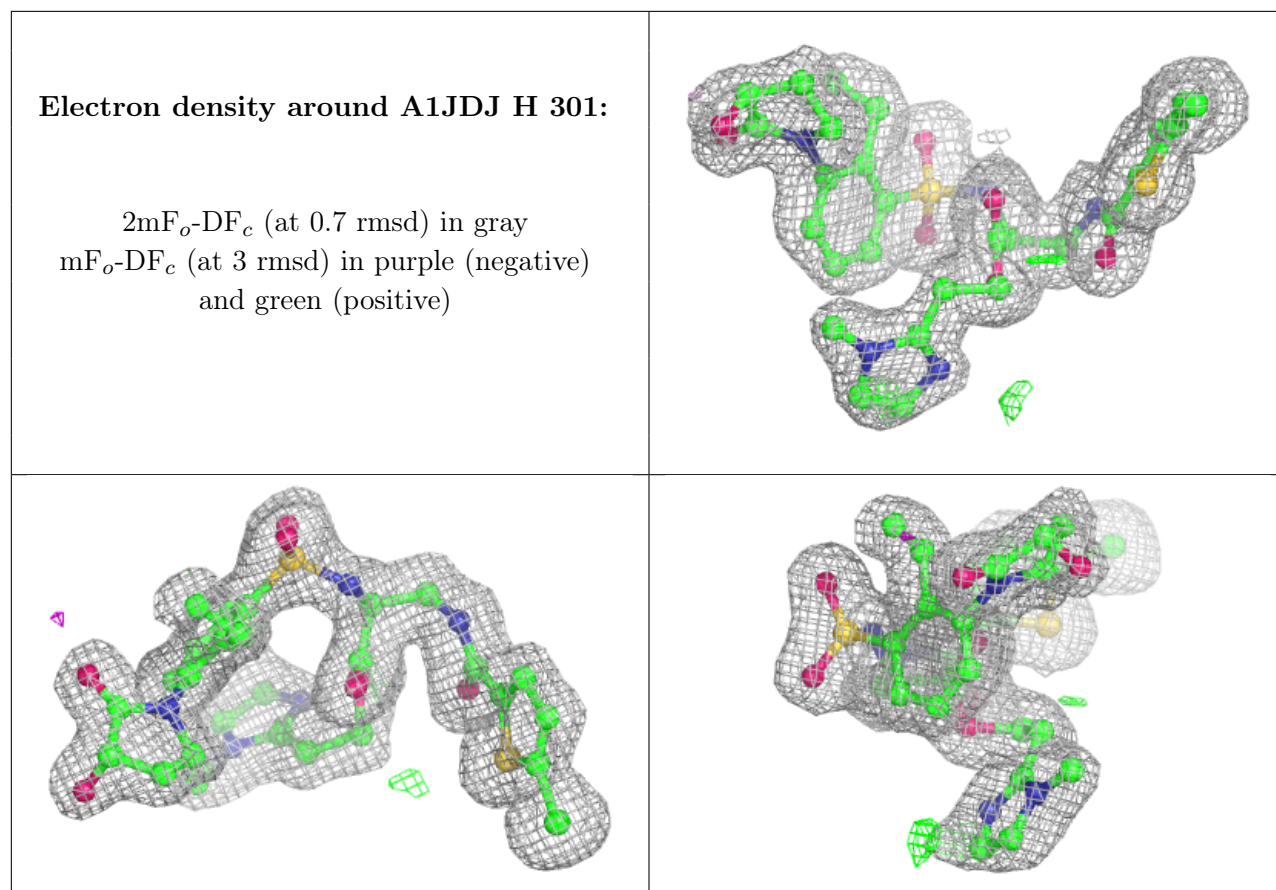 Electron density around A1JDJ H 301:
2mFo-DFc (at 0.7 rmsd) in gray
mFo-DFc (at 3 rmsd) in purple (negative)
and green (positive)